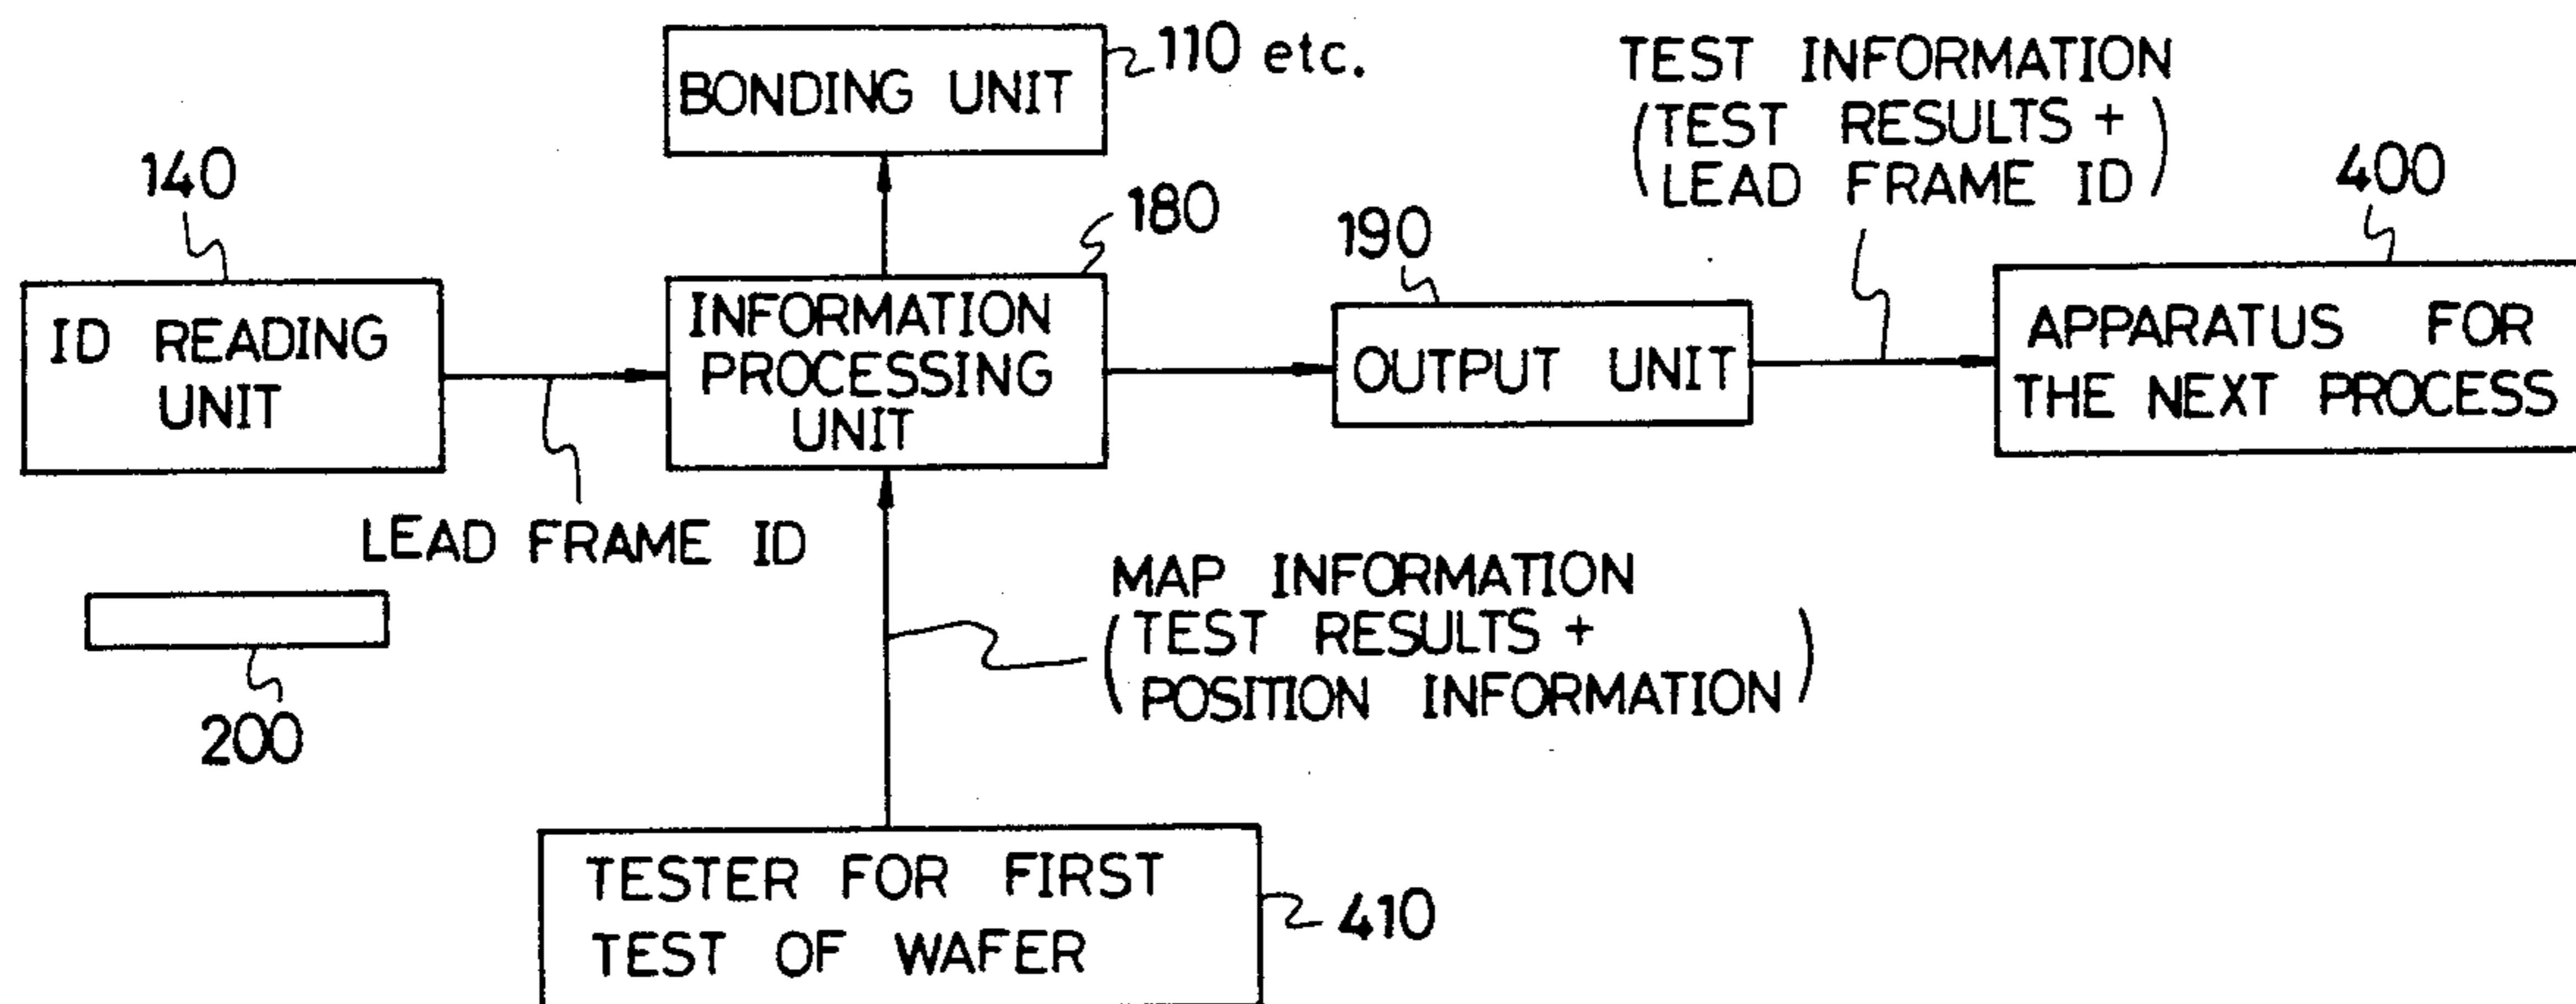 BONDING UNIT
110 etc.
TEST INFORMATION
(TEST RESULTS +
LEAD FRAME ID)
140
180
190
400
ID READING
UNIT
INFORMATION
PROCESSING
UNIT
OUTPUT UNIT
APPARATUS FOR
THE NEXT PROCESS
LEAD FRAME ID
200
MAP INFORMATION
(TEST RESULTS +
POSITION INFORMATION)
TESTER FOR FIRST
TEST OF WAFER
410